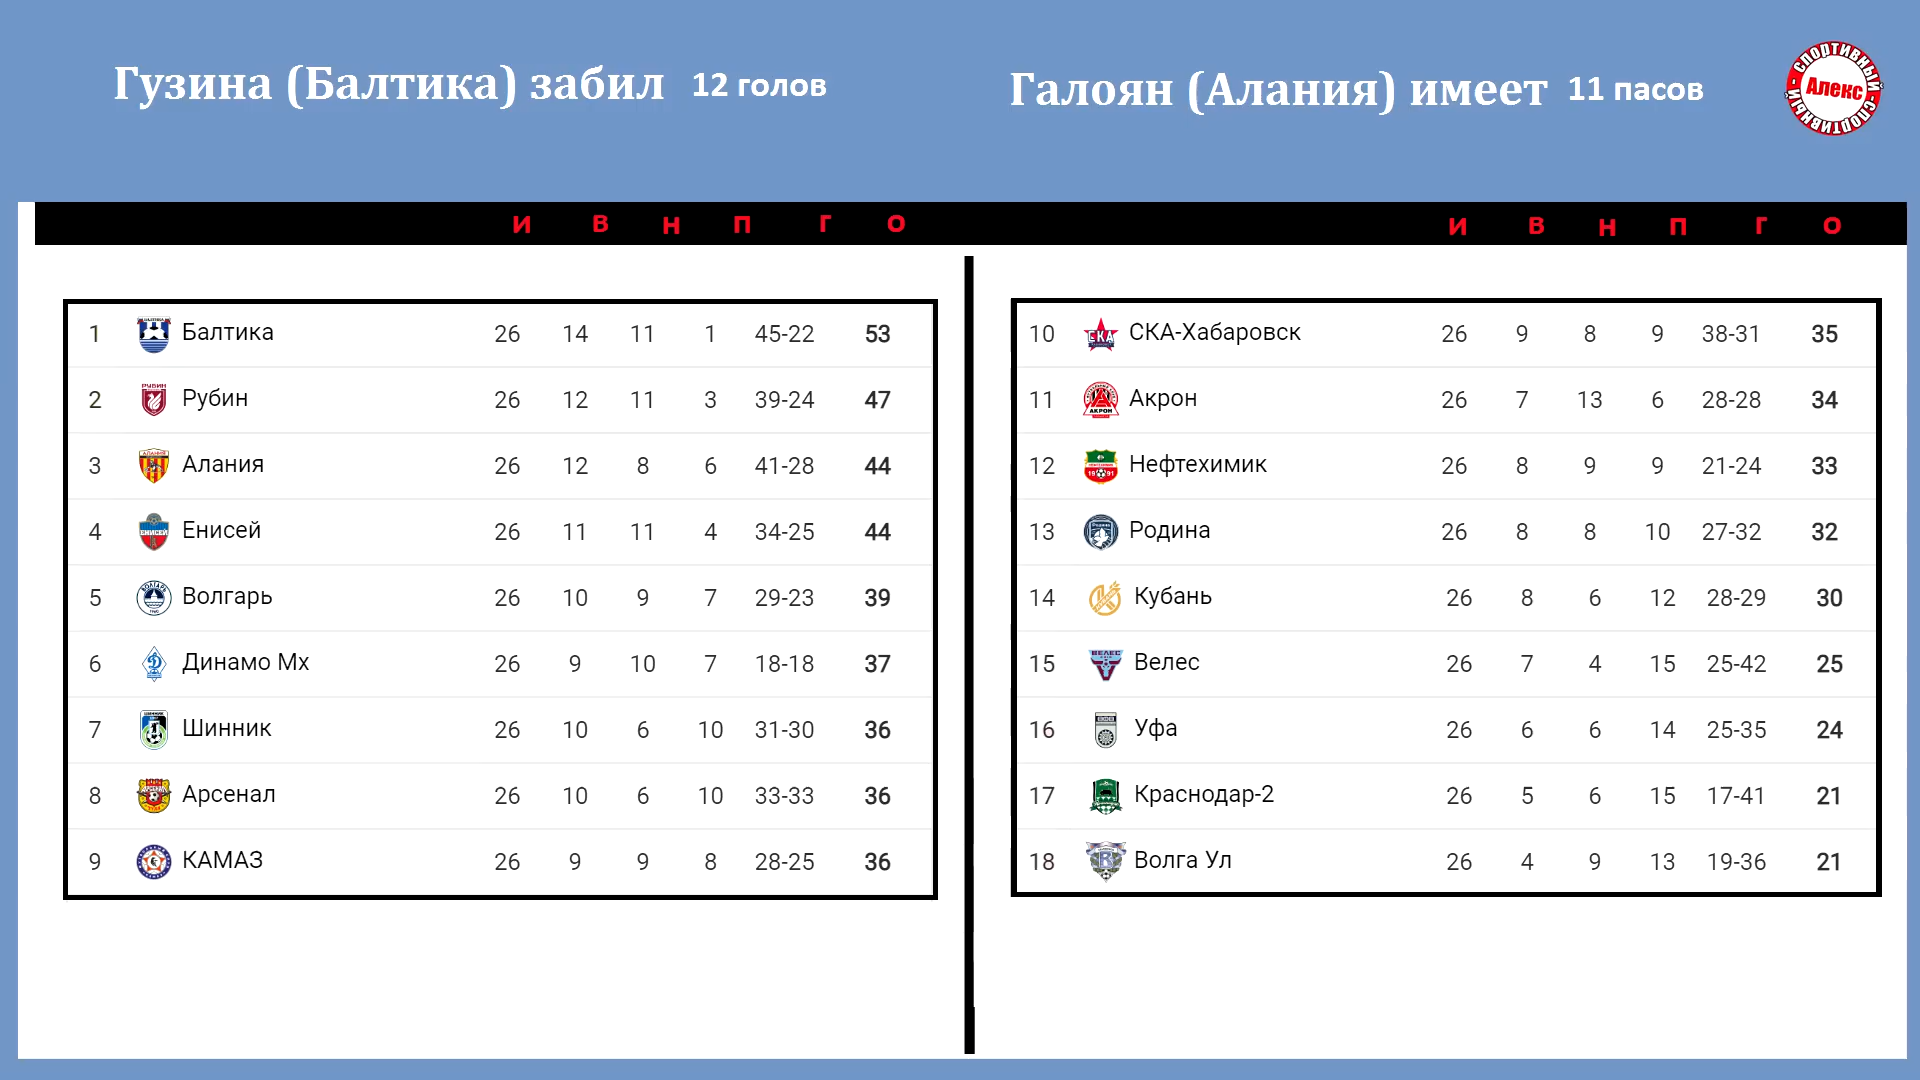 Гузина (Балтика) забил 12 голов
Галоян (Алания) имеет 11 пасов
СПОРТИВНЫЙ
Алекс
СПОРТИВНЫЙ
И В Н П Г О
1 Балтика 26 14 11 1 45-22 53
2 Рубин 26 12 11 3 39-24 47
3 Алания 26 12 8 6 41-28 44
4 Енисей 26 11 11 4 34-25 44
5 Волгарь 26 10 9 7 29-23 39
6 Динамо Мх 26 9 10 7 18-18 37
7 Шинник 26 10 6 10 31-30 36
8 Арсенал 26 10 6 10 33-33 36
9 КАМАЗ 26 9 9 8 28-25 36
И В Н П Г О
10 СКА-Хабаровск 26 9 8 9 38-31 35
11 Акрон 26 7 13 6 28-28 34
12 Нефтехимик 26 8 9 9 21-24 33
13 Родина 26 8 8 10 27-32 32
14 Кубань 26 8 6 12 28-29 30
15 Велес 26 7 4 15 25-42 25
16 Уфа 26 6 6 14 25-35 24
17 Краснодар-2 26 5 6 15 17-41 21
18 Волга Ул 26 4 9 13 19-36 21